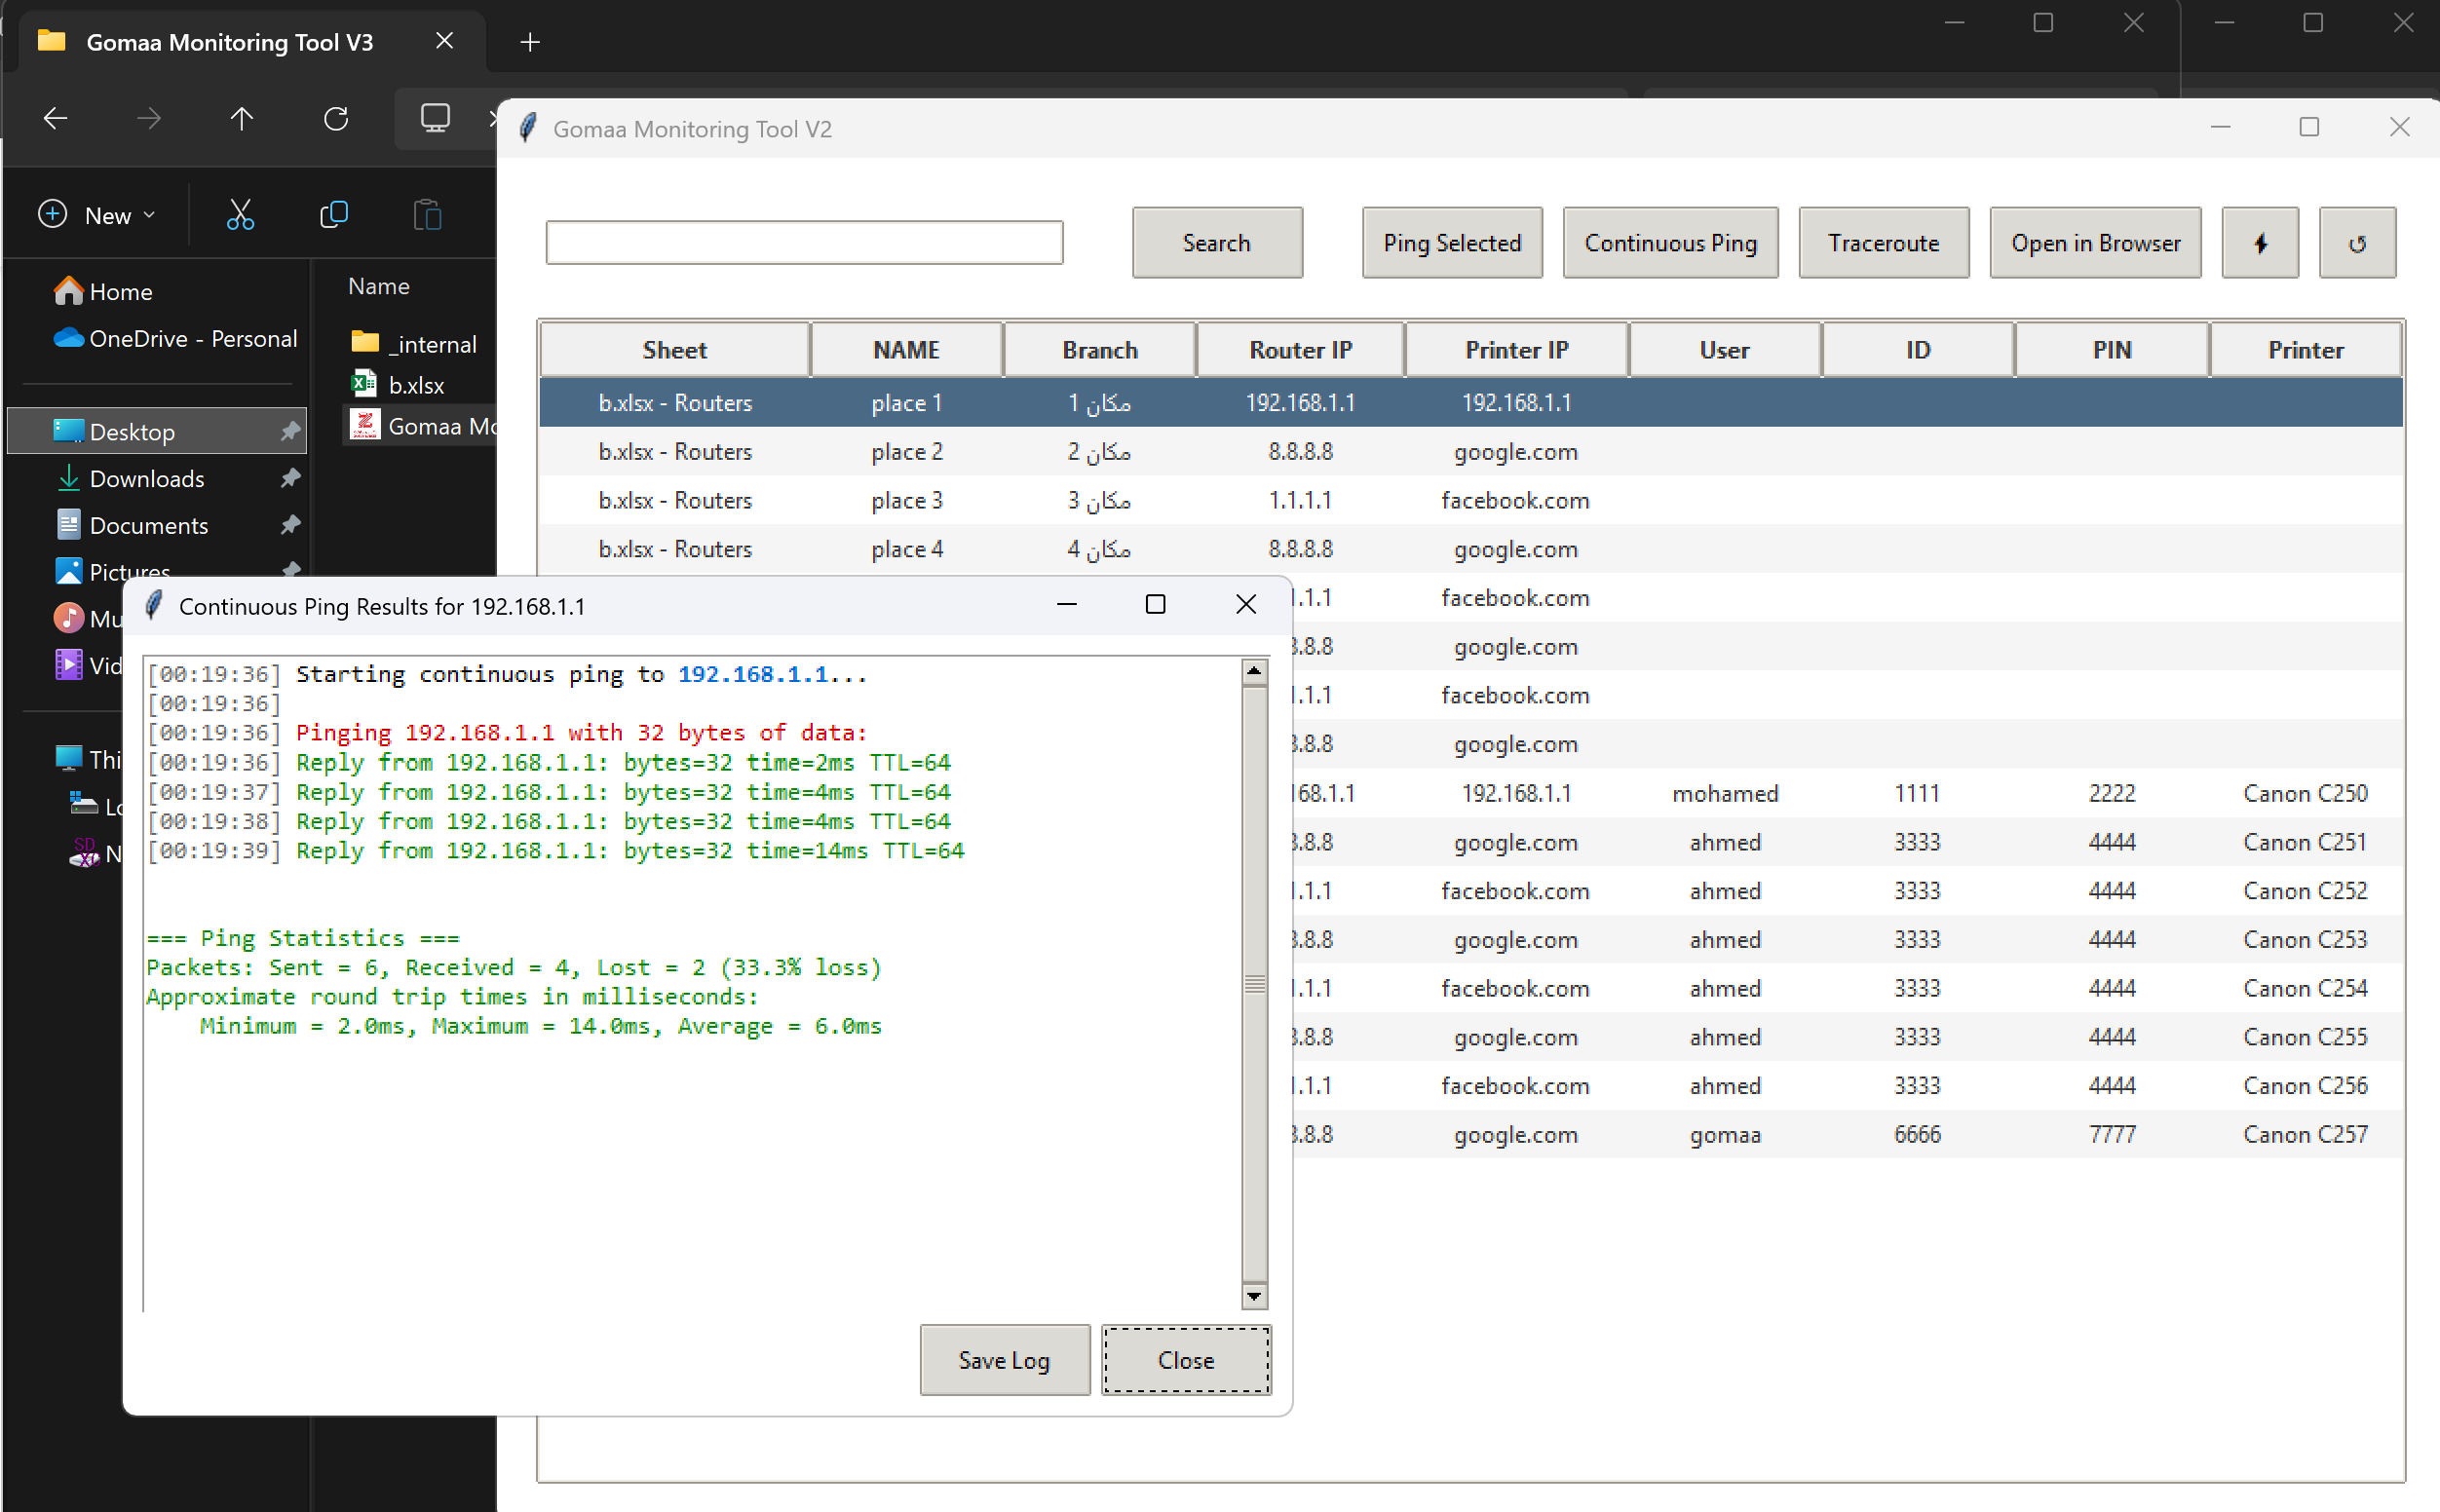 Gomaa Monitoring Tool V3
New
Home
OneDrive - Personal
Desktop
Downloads
Documents
Pictures
Mu
Vid
Thi
Lo
N
Name
_internal
b.xlsx
Gomaa Mo
Gomaa Monitoring Tool V2
Search
Ping Selected
Continuous Ping
Traceroute
Open in Browser
Sheet NAME Branch Router IP Printer IP User ID PIN Printer
b.xlsx - Routers place 1 مكان 1 192.168.1.1 192.168.1.1
b.xlsx - Routers place 2 مكان 2 8.8.8.8 google.com
b.xlsx - Routers place 3 مكان 3 1.1.1.1 facebook.com
b.xlsx - Routers place 4 مكان 4 8.8.8.8 google.com
.1.1 facebook.com
8.8.8 google.com
1.1.1 facebook.com
8.8.8 google.com
168.1.1 192.168.1.1 mohamed 1111 2222 Canon C250
8.8.8 google.com ahmed 3333 4444 Canon C251
1.1.1 facebook.com ahmed 3333 4444 Canon C252
8.8.8 google.com ahmed 3333 4444 Canon C253
1.1.1 facebook.com ahmed 3333 4444 Canon C254
8.8.8 google.com ahmed 3333 4444 Canon C255
1.1.1 facebook.com ahmed 3333 4444 Canon C256
8.8.8 google.com gomaa 6666 7777 Canon C257
Continuous Ping Results for 192.168.1.1
[00:19:36] Starting continuous ping to 192.168.1.1...
[00:19:36]
[00:19:36] Pinging 192.168.1.1 with 32 bytes of data:
[00:19:36] Reply from 192.168.1.1: bytes=32 time=2ms TTL=64
[00:19:37] Reply from 192.168.1.1: bytes=32 time=4ms TTL=64
[00:19:38] Reply from 192.168.1.1: bytes=32 time=4ms TTL=64
[00:19:39] Reply from 192.168.1.1: bytes=32 time=14ms TTL=64
=== Ping Statistics ===
Packets: Sent = 6, Received = 4, Lost = 2 (33.3% loss)
Approximate round trip times in milliseconds:
Minimum = 2.0ms, Maximum = 14.0ms, Average = 6.0ms
Save Log
Close